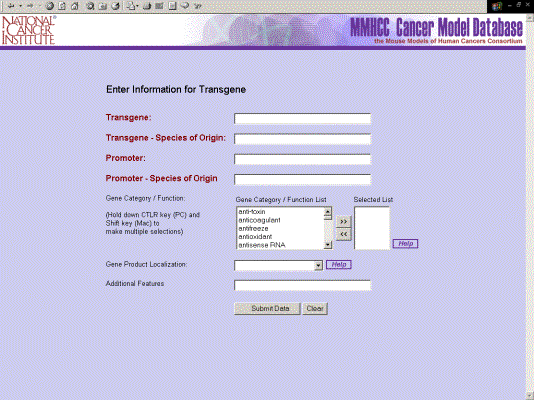 NATIONAL
CANCER
INSTITUTE
MMHCC Cancer Model Database
the Mouse Models of Human Cancers Consortium
Enter Information for Transgene
Transgene:
Transgene - Species of Origin:
Promoter:
Promoter - Species of Origin
Gene Category / Function:
Gene Category / Function List
Selected List
(Hold down CTLR key (PC) and
Shift key (Mac) to
make multiple selections)
anti-toxin
anticoagulant
antifreeze
antioxidant
antisense RNA
>>
<<
Help
Gene Product Localization:
Help
Additional Features
Submit Data
Clear